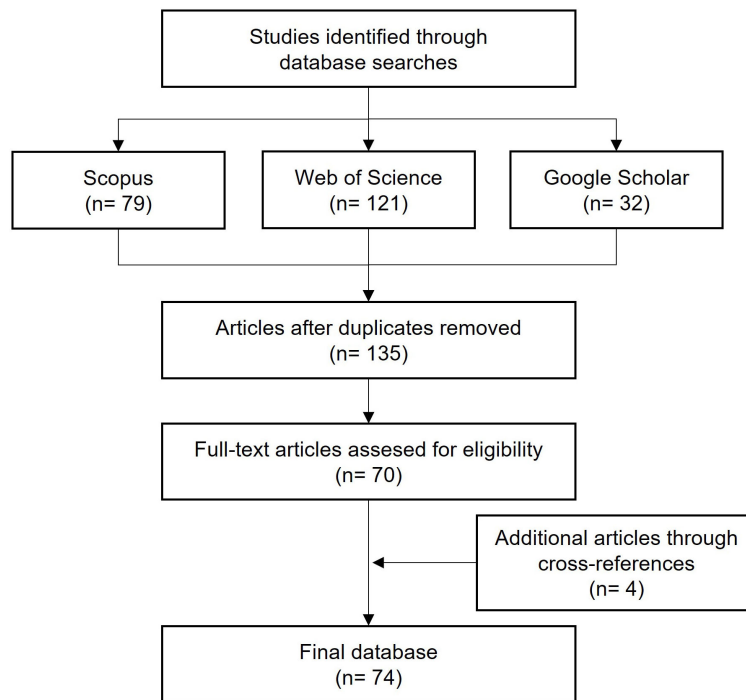 Studies identified through
database searches
Scopus
(n= 79)
Web of Science
(n= 121)
Google Scholar
(n= 32)
Articles after duplicates removed
(n= 135)
Full-text articles assesed for eligibility
(n= 70)
Additional articles through
cross-references
(n= 4)
Final database
(n= 74)